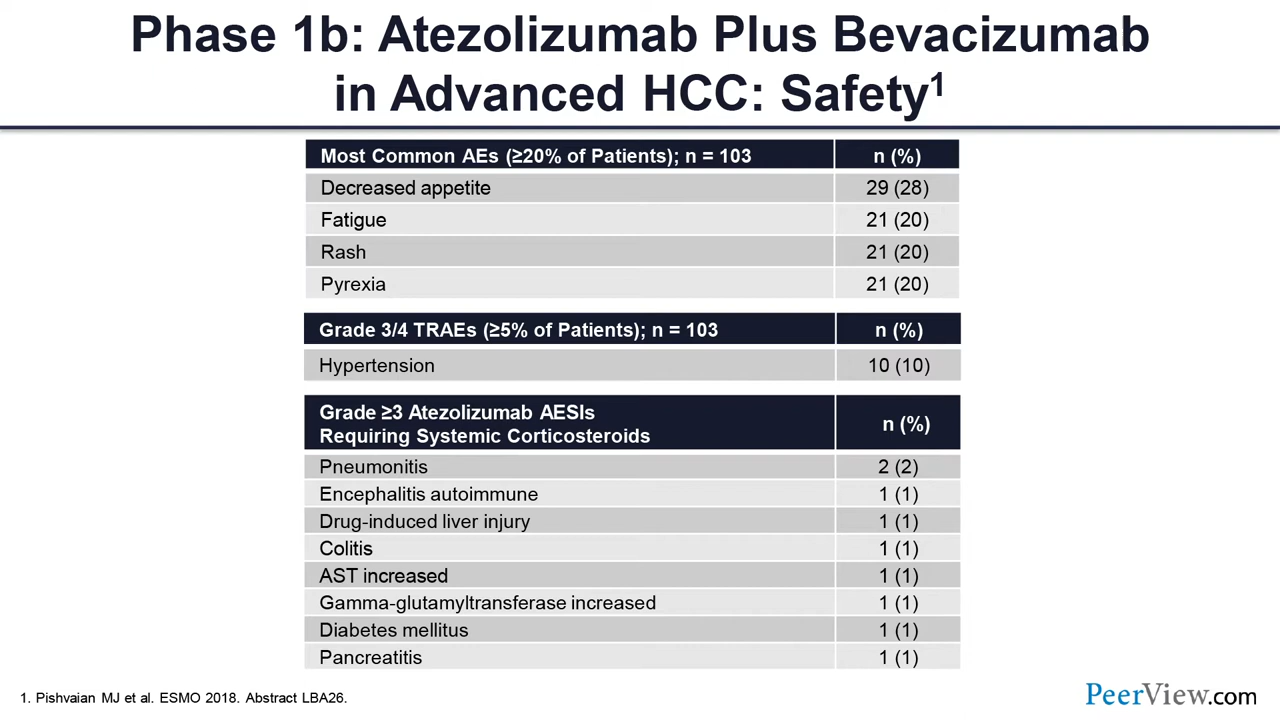 Phase 1b: Atezolizumab Plus Bevacizumab
in Advanced HCC: Safety1
Most Common AEs (≥20% of Patients); n = 103 n (%)
Decreased appetite 29 (28)
Fatigue 21 (20)
Rash 21 (20)
Pyrexia 21 (20)
Grade 3/4 TRAEs (≥5% of Patients); n = 103 n (%)
Hypertension 10 (10)
Grade ≥3 Atezolizumab AESIs
Requiring Systemic Corticosteroids n (%)
Pneumonitis 2 (2)
Encephalitis autoimmune 1 (1)
Drug-induced liver injury 1 (1)
Colitis 1 (1)
AST increased 1 (1)
Gamma-glutamyltransferase increased 1 (1)
Diabetes mellitus 1 (1)
Pancreatitis 1 (1)
1. Pishvaian MJ et al. ESMO 2018. Abstract LBA26.
PeerView.com